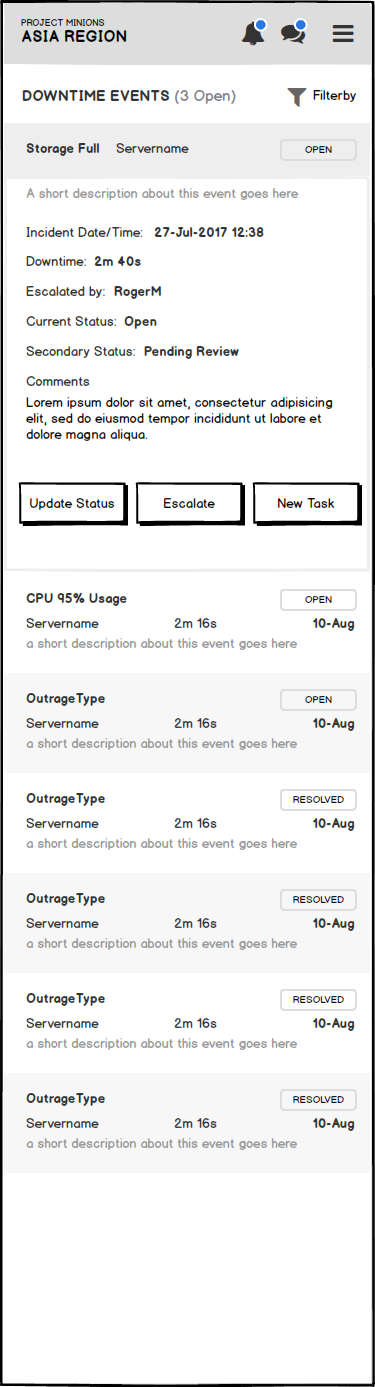 PROJECT MINIONS
ASIA REGION
DOWNTIME EVENTS (3 Open)
Filterby
Storage Full Servername OPEN
A short description about this event goes here
Incident Date/Time: 27-Jul-2017 12:38
Downtime: 2m 40s
Escalated by: RogerM
Current Status: Open
Secondary Status: Pending Review
Comments
Lorem ipsum dolor sit amet, consectetur adipisicing
elit, sed do eiusmod tempor incididunt ut labore et
dolore magna aliqua.
Update Status Escalate New Task
CPU 95% Usage OPEN
Servername 2m 16s 10-Aug
a short description about this event goes here
OutrageType OPEN
Servername 2m 16s 10-Aug
a short description about this event goes here
OutrageType RESOLVED
Servername 2m 16s 10-Aug
a short description about this event goes here
OutrageType RESOLVED
Servername 2m 16s 10-Aug
a short description about this event goes here
OutrageType RESOLVED
Servername 2m 16s 10-Aug
a short description about this event goes here
OutrageType RESOLVED
Servername 2m 16s 10-Aug
a short description about this event goes here